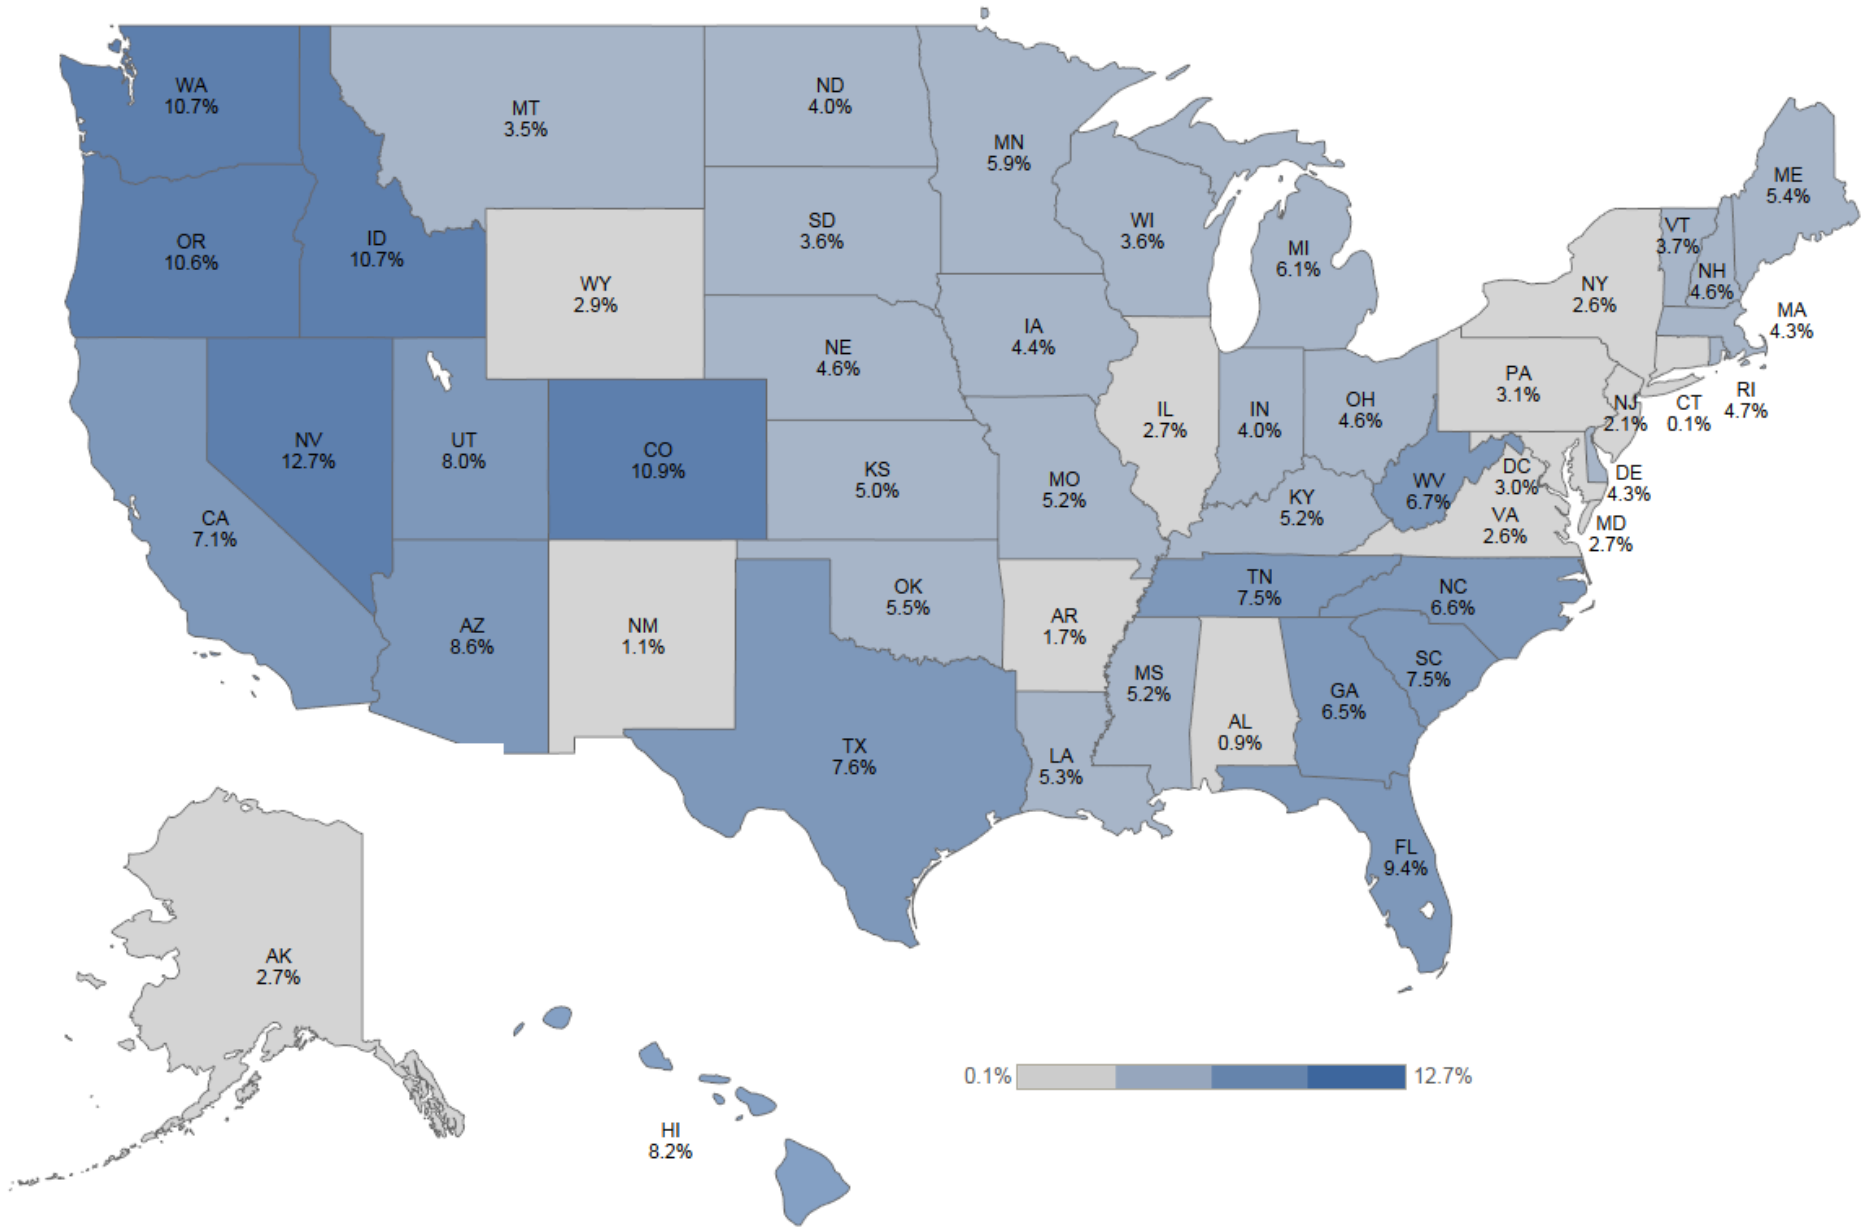 WA
10.7%
MT
3.5%
ND
4.0%
MN
5.9%
ME
5.4%
OR
10.6%
ID
10.7%
SD
3.6%
WI
3.6%
MI
6.1%
VT
3.7%
NH
4.6%
WY
2.9%
NY
2.6%
MA
4.3%
NE
4.6%
IA
4.4%
PA
3.1%
NJ
2.1%
CT
0.1%
RI
4.7%
NV
12.7%
UT
8.0%
CO
10.9%
IL
2.7%
IN
4.0%
OH
4.6%
KS
5.0%
MO
5.2%
KY
5.2%
WV
6.7%
DC
3.0%
DE
4.3%
CA
7.1%
VA
2.6%
MD
2.7%
AZ
8.6%
NM
1.1%
OK
5.5%
AR
1.7%
TN
7.5%
NC
6.6%
SC
7.5%
MS
5.2%
AL
0.9%
GA
6.5%
TX
7.6%
LA
5.3%
FL
9.4%
AK
2.7%
HI
8.2%
0.1%
12.7%